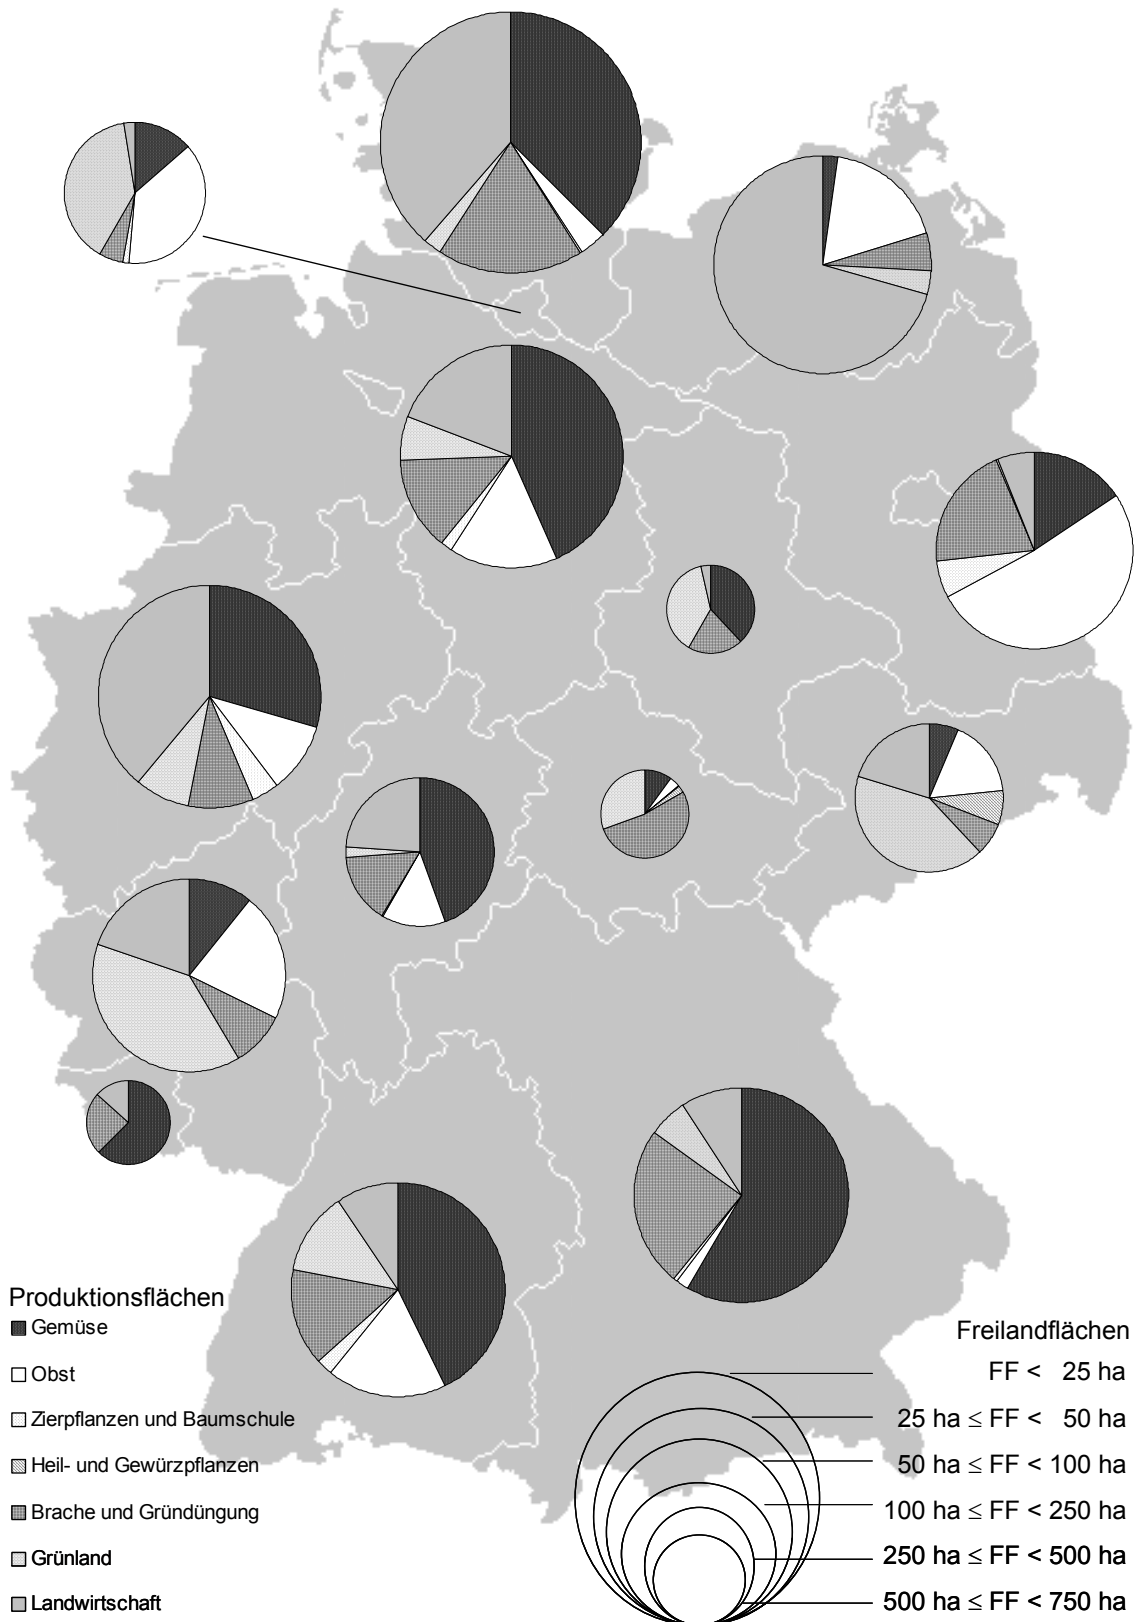 Produktionsflächen
Gemüse
Obst
Zierpflanzen und Baumschule
Heil- und Gewürzpflanzen
Brache und Gründüngung
Grünland
Landwirtschaft
Freilandflächen
FF < 25 ha
25 ha ≤ FF < 50 ha
50 ha ≤ FF < 100 ha
100 ha ≤ FF < 250 ha
250 ha ≤ FF < 500 ha
500 ha ≤ FF < 750 ha